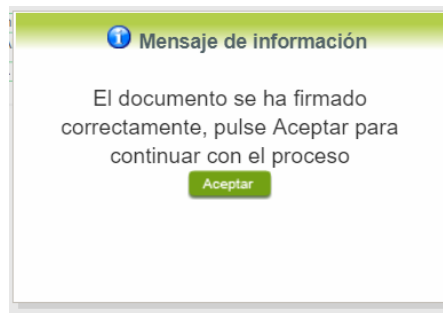 Mensaje de información
El documento se ha firmado
correctamente, pulse Aceptar para
continuar con el proceso
Aceptar